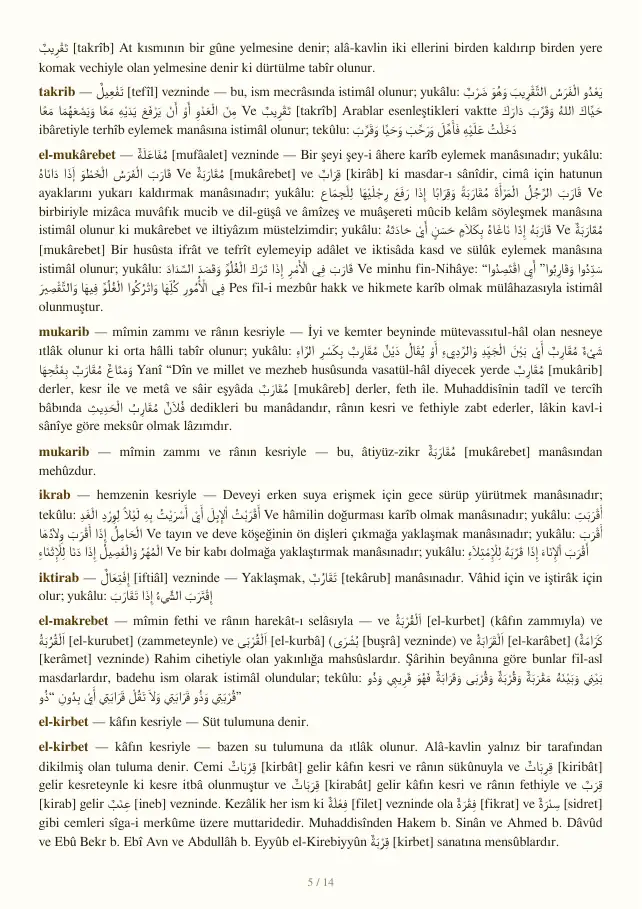 تَقْرِيبٌ [takrîb] At kısmının bir gûne yelmesine denir; alâ-kavlin iki ellerini birden kaldırıp birden yere
komak vechiyle olan yelmesine denir ki dürtülme tabîr olunur.
takrib — تَفْعِيلٌ [tefîl] vezninde — bu, ism mecrâsında istimâl olunur; yukâlu: يَعْدُو الْفَرَسُ التَّقْرِيبَ وَهُوَ ضَرْبٌ
مِنَ الْعَدْوِ أَوْ أَنْ يَرْفَعَ يَدَيْهِ مَعًا وَيَضَعَهُمَا مَعًا Ve تَقْرِيبٌ [takrîb] Arablar esenleştikleri vaktte حَيَّاكَ اللهُ وَقَرَّبَ دَارَكَ
ibâretiyle terhîb eylemek manâsına istimâl olunur; tekûlu: دَخَلْتُ عَلَيْهِ فَأَهَّلَ وَرَحَّبَ وَحَيَّا وَقَرَّبَ
el-mukârebet — مُفَاعَلَةٌ [mufâalet] vezninde — Bir şeyi şey-i âhere karîb eylemek manâsınadır; yukâlu:
قَارَبَ الْفَرَسُ الْخَطْوَ إِذَا دَانَاهُ Ve مُقَارَبَةٌ [mukârebet] ve قِرَابٌ [kirâb] ki masdar-ı sânîdir, cimâ için hatunun
ayaklarını yukarı kaldırmak manâsınadır; yukâlu: قَارَبَ الرَّجُلُ الْمَرْأَةَ مُقَارَبَةً وَقِرَابًا إِذَا رَفَعَ رِجْلَيْهَا لِلْجِمَاعِ Ve
birbiriyle mizâca muvâfık mucib ve dil-güşâ ve âmîzeş ve muâşereti mûcib kelâm söyleşmek manâsına
istimâl olunur ki mukârebet ve iltiyâzım müstelzimdir; yukâlu: قَارَبَهُ إِذَا نَاغَاهُ بِكَلاَمٍ حَسَنٍ أَيْ حَادَثَهُ Ve مُقَارَبَةٌ
[mukârebet] Bir husûsta ifrât ve tefrît eylemeyip adâlet ve iktisâda kasd ve sülûk eylemek manâsına
istimâl olunur; yukâlu: قَارَبَ فِي الْأَمْرِ إِذَا تَرَكَ الْغُلُوَّ وَقَصَدَ السَّدَادَ Ve minhu fin-Nihâye: “سَدِّدُوا وَقَارِبُوا” أَيِ اقْتَصِدُوا
فِي الْأُمُورِ كُلِّهَا وَاتْرُكُوا الْغُلُوَّ فِيهَا وَالتَّقْصِيرَ Pes fil-i mezbûr hakk ve hikmete karîb olmak mülâhazasıyla istimâl
olunmuştur.
mukarib — mîmin zammı ve rânın kesriyle — İyi ve kemter beyninde mütevassıtul-hâl olan nesneye
ıtlâk olunur ki orta hâlli tabîr olunur; yukâlu: شَيْءٌ مُقَارِبٌ أَيْ بَيْنَ الْجَيِّدِ وَالرَّدِيءِ أَوْ يُقَالُ دَيْنٌ مُقَارِبٌ بِكَسْرِ الرَّاءِ
وَمَتَاعٌ مُقَارَبٌ بِفَتْحِهَا Yanî “Dîn ve millet ve mezheb husûsunda vasatül-hâl diyecek yerde مُقَارِبٌ [mukârib]
derler, kesr ile ve metâ ve sâir eşyâda مُقَارَبٌ [mukâreb] derler, feth ile. Muhaddisînin tadîl ve tercîh
bâbında فُلاَنٌ مُقَارِبُ الْحَدِيثِ dedikleri bu manâdandır, rânın kesri ve fethiyle zabt ederler, lâkin kavl-i
sânîye göre meksûr olmak lâzımdır.
mukarib — mîmin zammı ve rânın kesriyle — bu, âtiyüz-zikr مُقَارَبَةٌ [mukârebet] manâsından
mehûzdur.
ikrab — hemzenin kesriyle — Deveyi erken suya erişmek için gece sürüp yürütmek manâsınadır;
tekûlu: أَقْرَبْتُ اْلإِبِلَ أَيْ أَسْرَيْتُ بِهِ لَيْلاً لِوِرْدِ الْغَدِ Ve hâmilin doğurması karîb olmak manâsınadır; yukâlu: أَقْرَبَتِ
الْحَامِلُ إِذَا أَقْرَبَ وِلاَدُهَا Ve tayın ve deve köşeğinin ön dişleri çıkmağa yaklaşmak manâsınadır; yukâlu: أَقْرَبَ
الْمُهْرُ وَالْفَصِيلُ إِذَا دَنَا لِلْإِثْنَاءِ Ve bir kabı dolmağa yaklaştırmak manâsınadır; yukâlu: أَقْرَبَ اْلإِنَاءَ إِذَا قَرَّبَهُ لِلْإِمْتِلاَءِ
iktirab — إِفْتِعَالٌ [iftiâl] vezninde — Yaklaşmak, تَقَارُبٌ [tekârub] manâsınadır. Vâhid için ve iştirâk için
olur; yukâlu: إِقْتَرَبَ الشَّيْءُ إِذَا تَقَارَبَ
el-makrebet — mîmin fethi ve rânın harekât-ı selâsıyla — ve اَلْقُرْبَةُ [el-kurbet] (kâfın zammıyla) ve
اَلْقُرُبَةُ [el-kurubet] (zammeteynle) ve اَلْقُرْبَى [el-kurbâ] (بُشْرَى [buşrâ] vezninde) ve اَلْقَرَابَةُ [el-karâbet] (كَرَامَةٌ
[kerâmet] vezninde) Rahim cihetiyle olan yakınlığa mahsûslardır. Şârihin beyânına göre bunlar fil-asl
masdarlardır, badehu ism olarak istimâl olundular; tekûlu: بَيْنِي وَبَيْنَهُ مَقْرَبَةٌ وَقُرْبَةٌ وَقُرْبَى وَقَرَابَةٌ فَهُوَ قَرِيبِي وَذُو
قُرْبَتِي وَذُو قَرَابَتِي وَلاَ تَقُلْ قَرَابَتِي أَيْ بِدُونِ “ذُو”
el-kirbet — kâfın kesriyle — Süt tulumuna denir.
el-kirbet — kâfın kesriyle — bazen su tulumuna da ıtlâk olunur. Alâ-kavlin yalnız bir tarafından
dikilmiş olan tuluma denir. Cemi قِرْبَاتٌ [kirbât] gelir kâfın kesri ve rânın sükûnuyla ve قِرِبَاتٌ [kiribât]
gelir kesreteynle ki kesre itbâ olunmuştur ve قِرَبَاتٌ [kirabât] gelir kâfın kesri ve rânın fethiyle ve قِرَبٌ
[kirab] gelir عِنَبٌ [ineb] vezninde. Kezâlik her ism ki فِعْلَةٌ [filet] vezninde ola فِقْرَةٌ [fikrat] ve سِدْرَةٌ [sidret]
gibi cemleri sîga-i merkûme üzere muttariddir. Muhaddisînden Hakem b. Sinân ve Ahmed b. Dâvûd
ve Ebû Bekr b. Ebî Avn ve Abdullâh b. Eyyûb el-Kirebiyyûn قِرْبَةٌ [kirbet] sanatına mensûblardır.
5 / 14